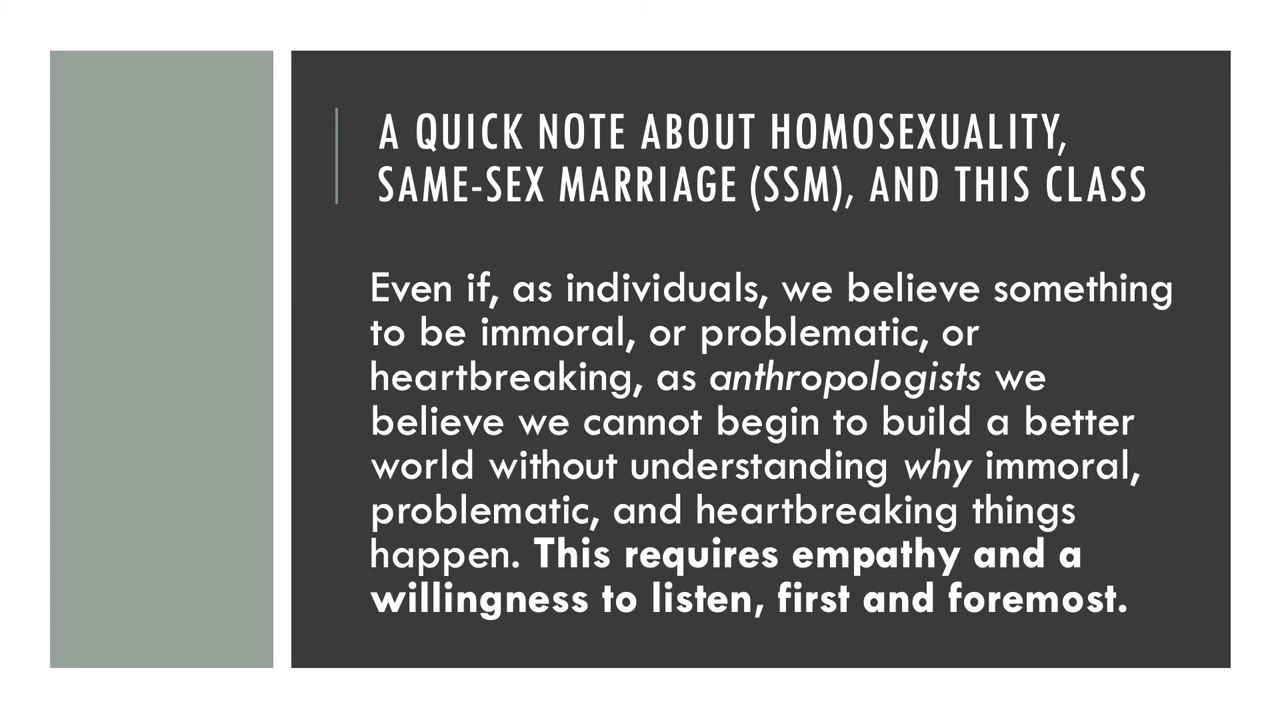 A QUICK NOTE ABOUT HOMOSEXUALITY,
SAME-SEX MARRIAGE (SSM), AND THIS CLASS
Even if, as individuals, we believe something
to be immoral, or problematic, or
heartbreaking, as anthropologists we
believe we cannot begin to build a better
world without understanding why immoral,
problematic, and heartbreaking things
happen. This requires empathy and a
willingness to listen, first and foremost.